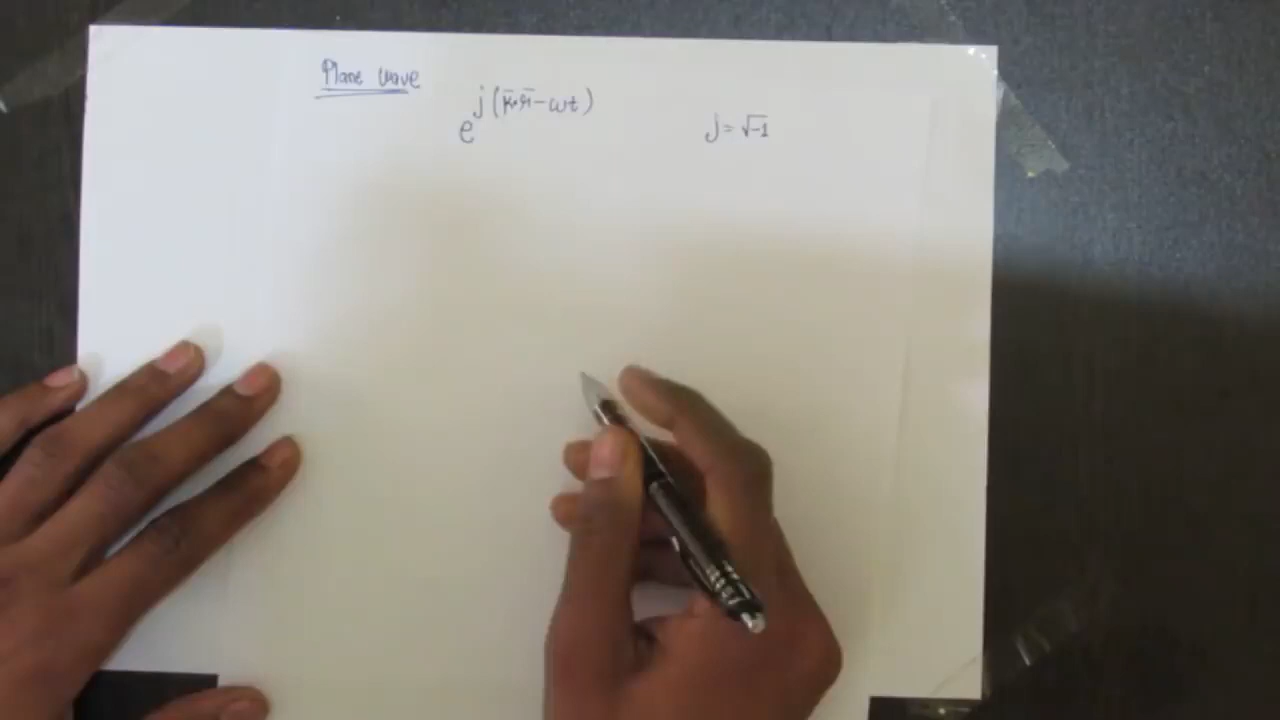 Plane wave
e^{j(k̄·r̄-ωt)}
j = √-1